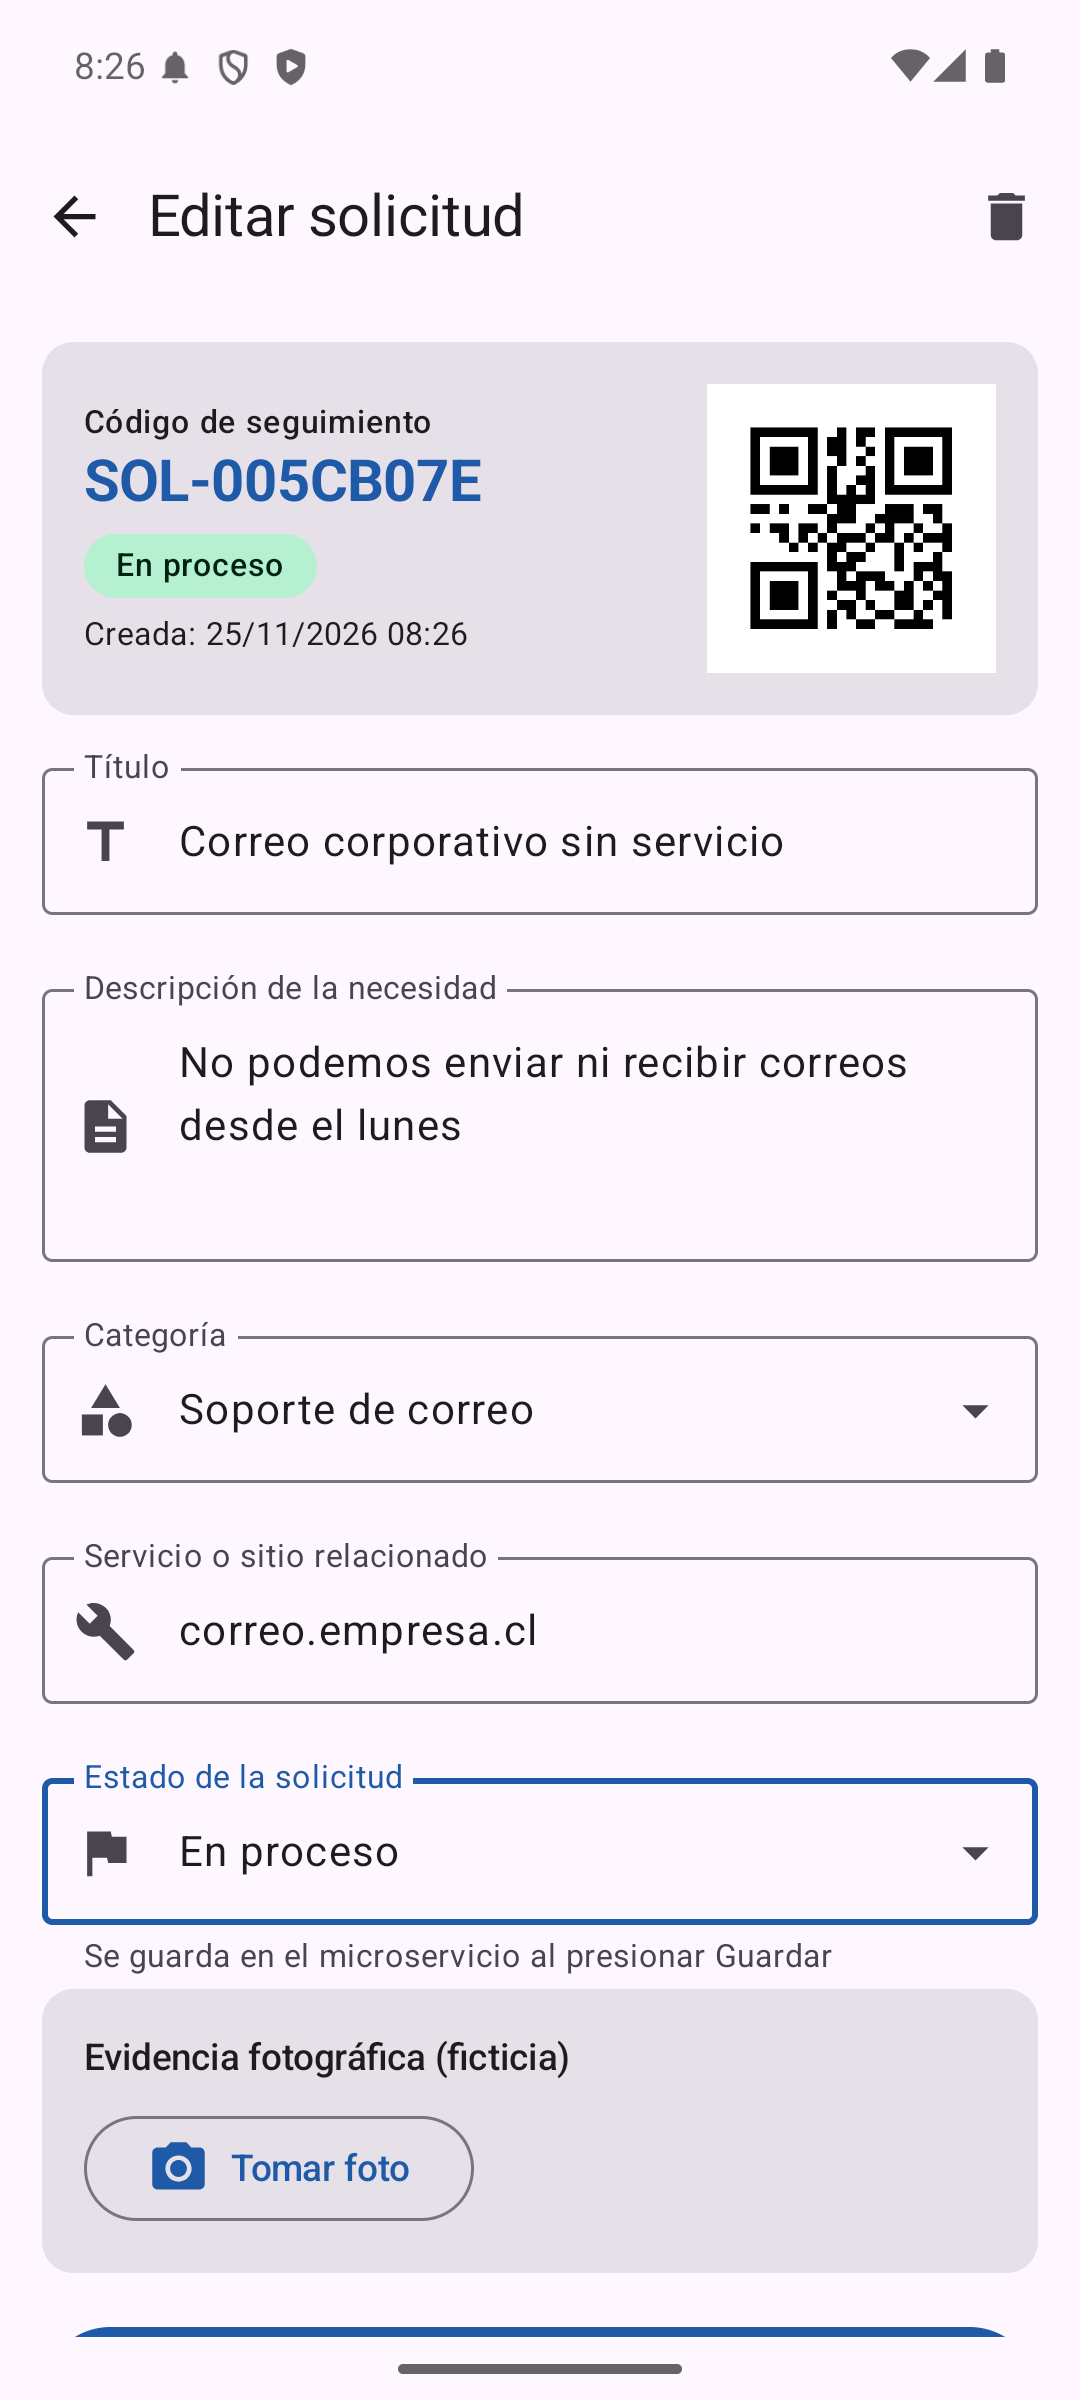 8:26
Editar solicitud
Código de seguimiento
SOL-005CB07E
En proceso
Creada: 25/11/2026 08:26
Título
Correo corporativo sin servicio
Descripción de la necesidad
No podemos enviar ni recibir correos
desde el lunes
Categoría
Soporte de correo
Servicio o sitio relacionado
correo.empresa.cl
Estado de la solicitud
En proceso
Se guarda en el microservicio al presionar Guardar
Evidencia fotográfica (ficticia)
Tomar foto